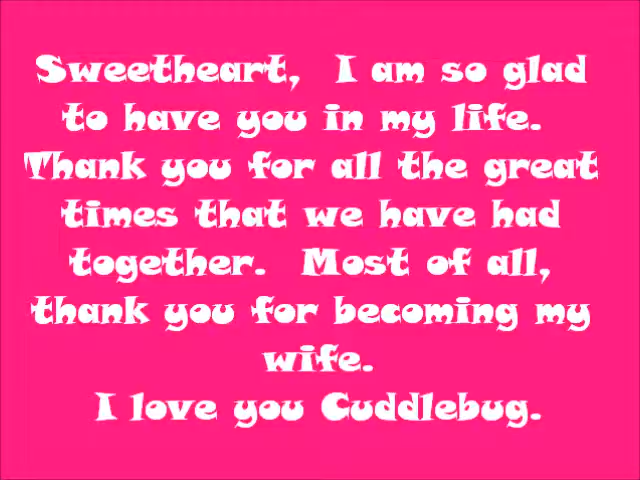 Sweetheart, I am so glad
to have you in my life.
Thank you for all the great
times that we have had
together. Most of all,
thank you for becoming my
wife.
I love you Cuddlebug.